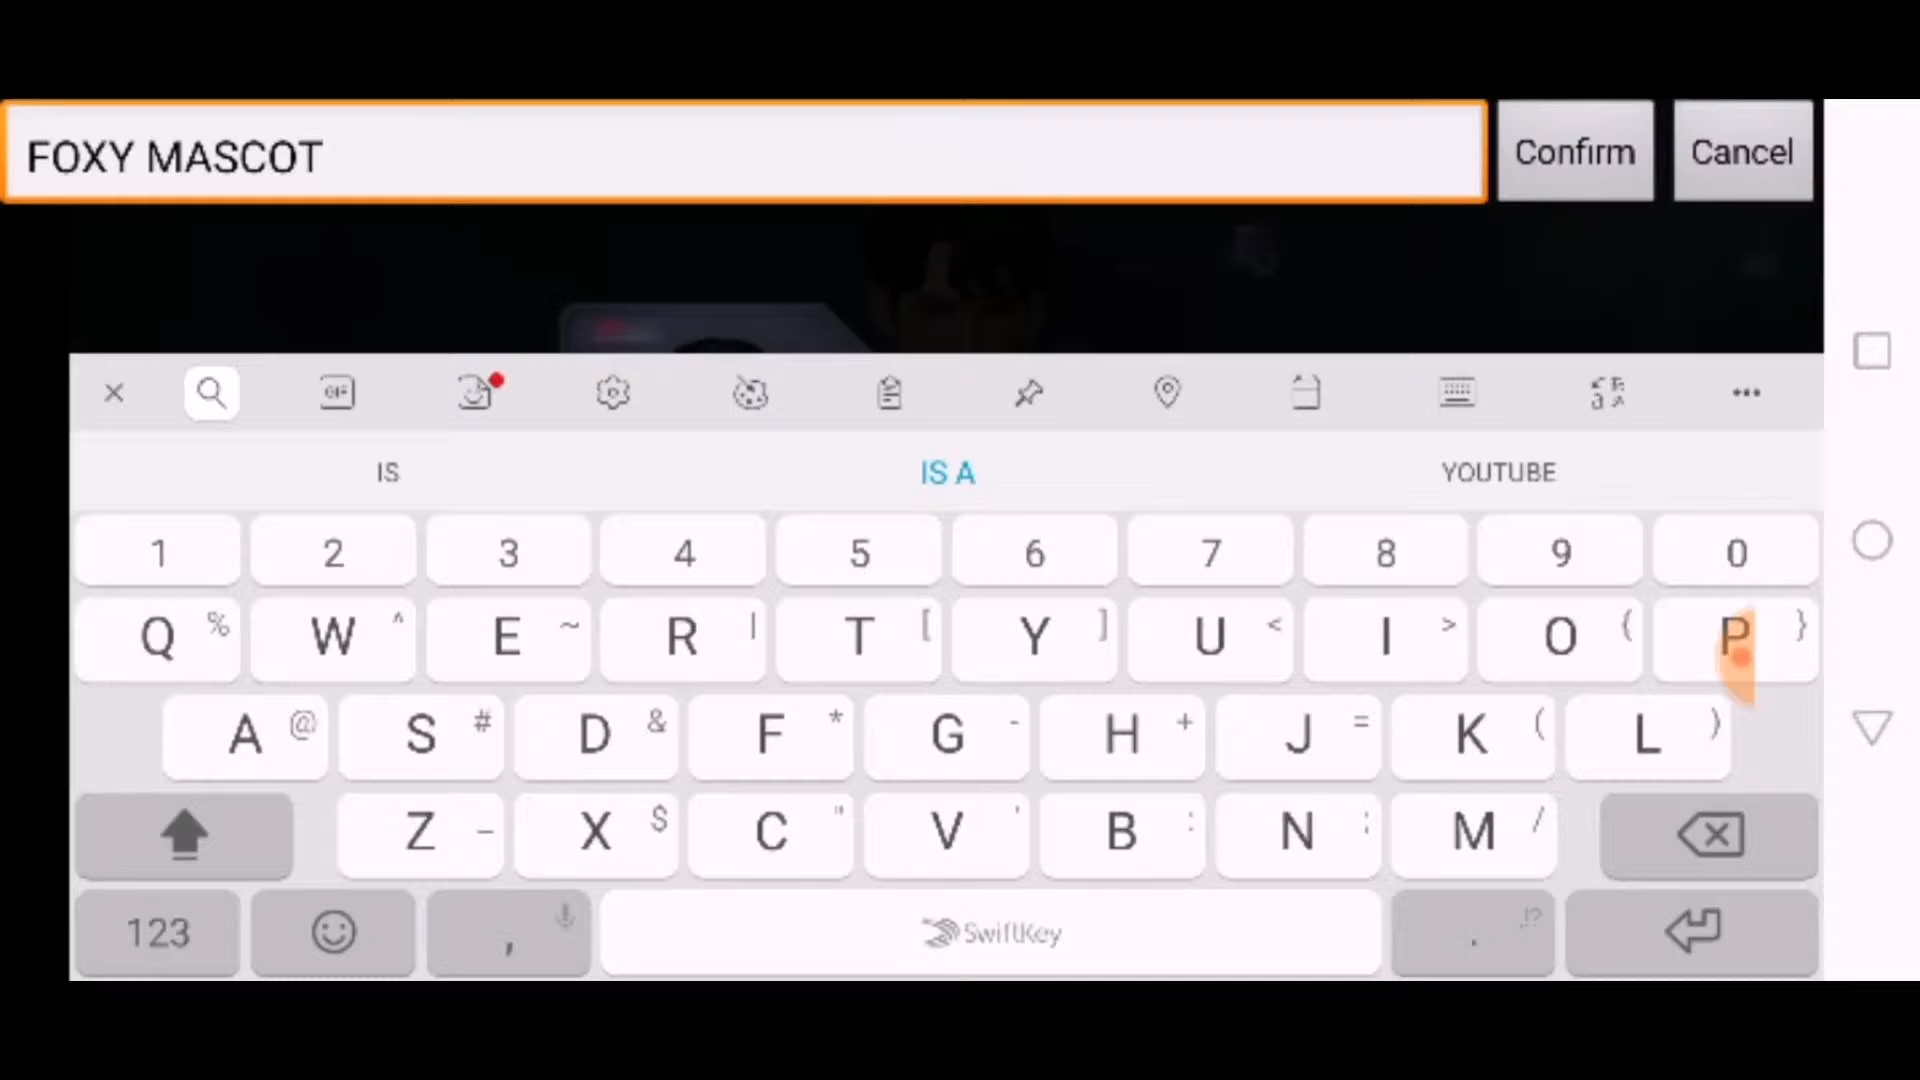 FOXY MASCOT
Confirm
Cancel
GIF
IS
IS A
YOUTUBE
1 2 3 4 5 6 7 8 9 0
Q % W ^ E ~ R | T [ Y ] U < I > O { P }
A @ S # D & F * G - H + J = K ( L )
Z _ X $ C " V ' B : N ; M /
123 , SwiftKey . !?